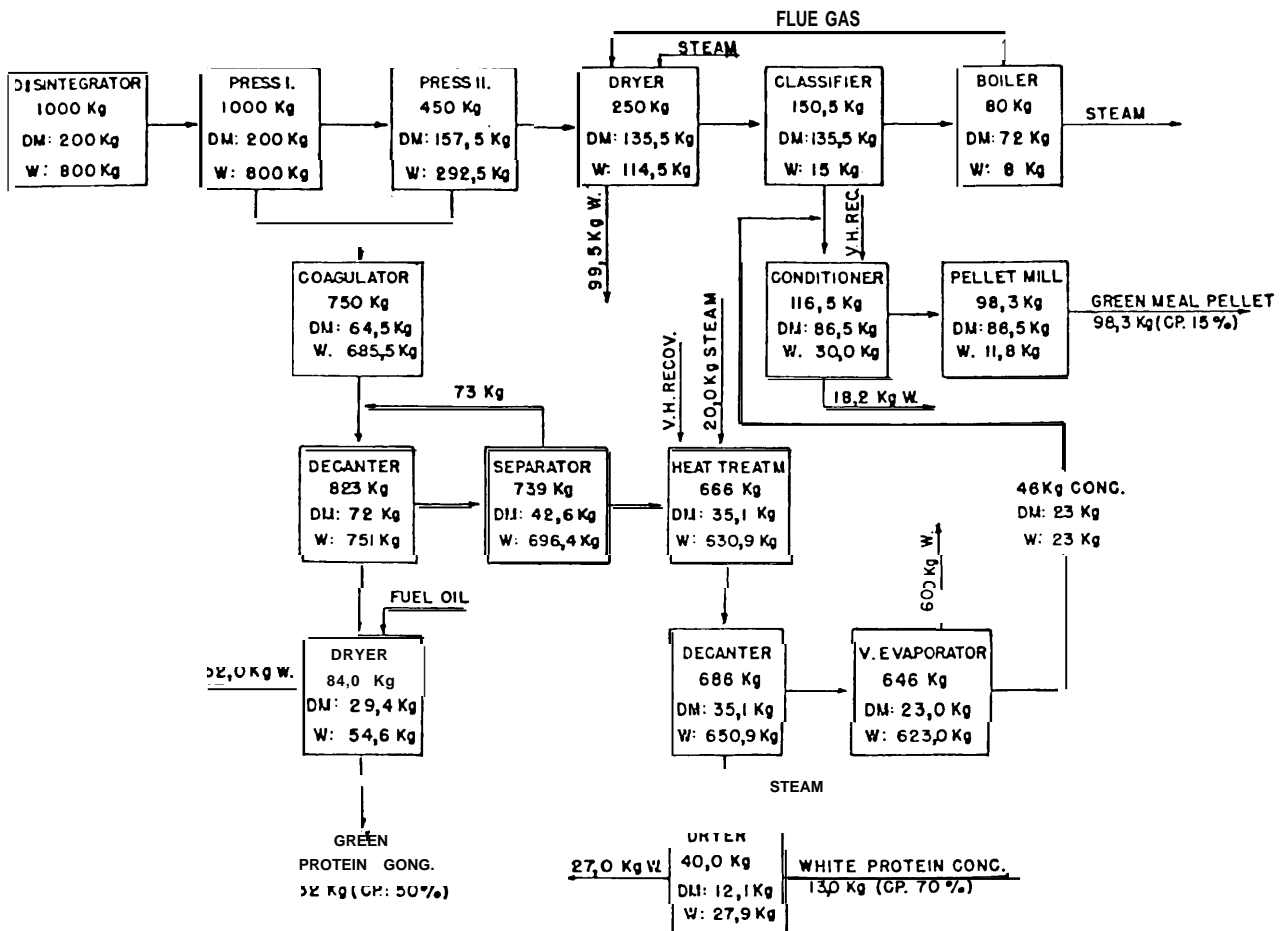 FLUE GAS
STEAM
DISINTEGRATOR
1000 Kg
DM: 200 Kg
W: 800 Kg
PRESS I.
1000 Kg
DM: 200 Kg
W: 800 Kg
PRESS II.
450 Kg
DM: 157,5 Kg
W: 292,5 Kg
DRYER
250 Kg
DM: 135,5 Kg
W: 114,5 Kg
CLASSIFIER
150,5 Kg
DM: 135,5 Kg
W: 15 Kg
BOILER
80 Kg
DM: 72 Kg
W: 8 Kg
STEAM
99,5 Kg W.
V.H. REC.
COAGULATOR
750 Kg
DM: 64,5 Kg
W. 685,5 Kg
CONDITIONER
116,5 Kg
DM: 86,5 Kg
W. 30,0 Kg
PELLET MILL
98,3 Kg
DM: 86,5 Kg
W. 11,8 Kg
GREEN MEAL PELLET
98,3 Kg (CP. 15 %)
18,2 Kg W.
73 Kg
V.H. RECOV.
20,0 Kg STEAM
DECANTER
823 Kg
DM: 72 Kg
W: 751 Kg
SEPARATOR
739 Kg
DM: 42,6 Kg
W: 696,4 Kg
HEAT TREATM
666 Kg
DM: 35,1 Kg
W: 630,9 Kg
46 Kg CONC.
DM: 23 Kg
W: 23 Kg
600 Kg W.
FUEL OIL
DRYER
84,0 Kg
DM: 29,4 Kg
W: 54,6 Kg
52,0 Kg W.
DECANTER
686 Kg
DM: 35,1 Kg
W: 650,9 Kg
V. EVAPORATOR
646 Kg
DM: 23,0 Kg
W: 623,0 Kg
STEAM
GREEN
PROTEIN GONG.
52 Kg (CP: 50 %)
27,0 Kg W.
DRYER
40,0 Kg
DM: 12,1 Kg
W: 27,9 Kg
WHITE PROTEIN CONC.
13,0 Kg (CP. 70 %)